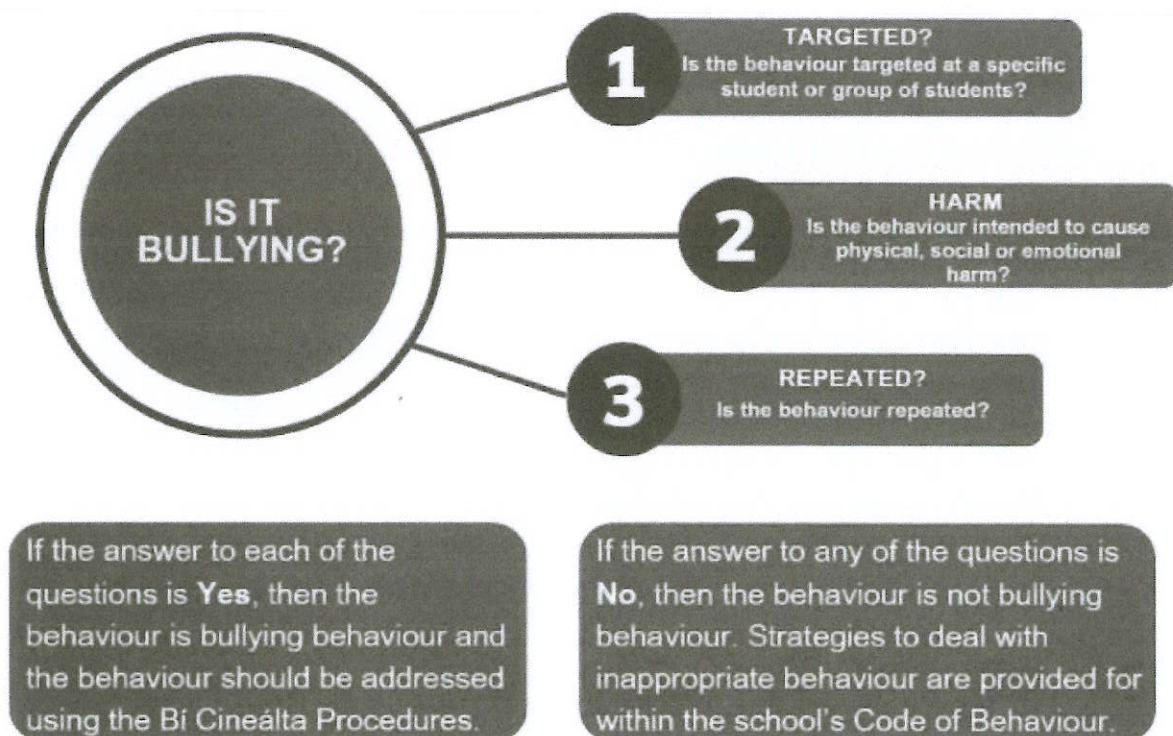 IS IT
BULLYING?
1
TARGETED?
Is the behaviour targeted at a specific
student or group of students?
2
HARM
Is the behaviour intended to cause
physical, social or emotional
harm?
3
REPEATED?
Is the behaviour repeated?
If the answer to each of the
questions is Yes, then the
behaviour is bullying behaviour and
the behaviour should be addressed
using the Bí Cineálta Procedures.
If the answer to any of the questions is
No, then the behaviour is not bullying
behaviour. Strategies to deal with
inappropriate behaviour are provided for
within the school's Code of Behaviour.